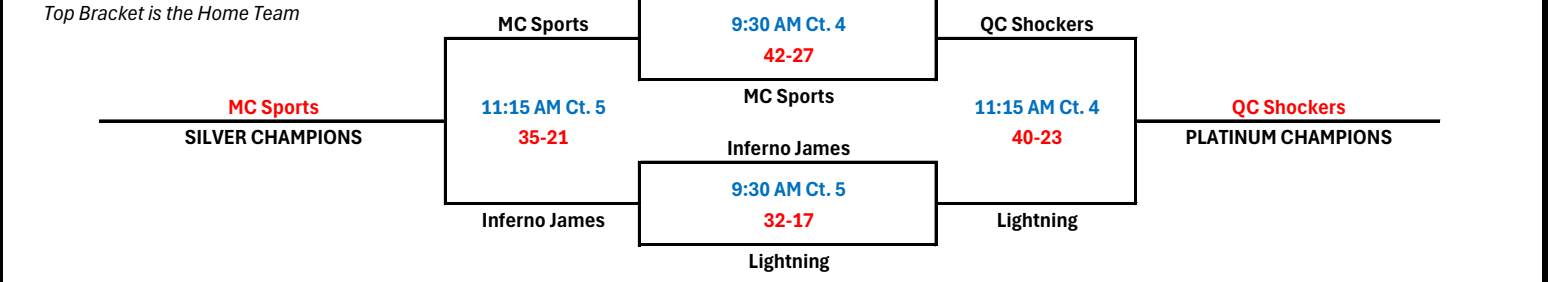 Top Bracket is the Home Team
MC Sports
9:30 AM Ct. 4
QC Shockers
42-27
MC Sports
MC Sports
11:15 AM Ct. 5
11:15 AM Ct. 4
QC Shockers
SILVER CHAMPIONS
35-21
40-23
PLATINUM CHAMPIONS
Inferno James
9:30 AM Ct. 5
Inferno James
32-17
Lightning
Lightning